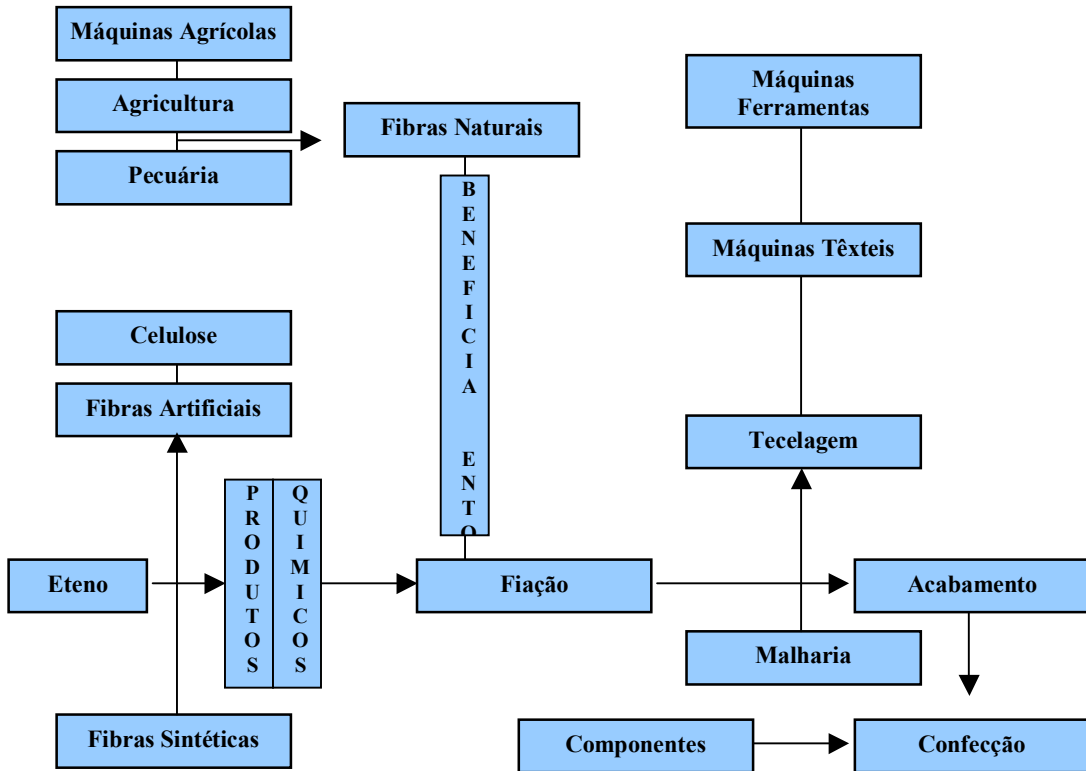 Máquinas Agrícolas
Agricultura
Pecuária
Fibras Naturais
Máquinas
Ferramentas
B
E
N
E
F
I
C
I
A
E
N
T
O
Máquinas Têxteis
Celulose
Fibras Artificiais
Tecelagem
P
R
O
D
U
T
O
S
Q
U
I
M
I
C
O
S
Eteno
Fiação
Acabamento
Malharia
Fibras Sintéticas
Componentes
Confecção